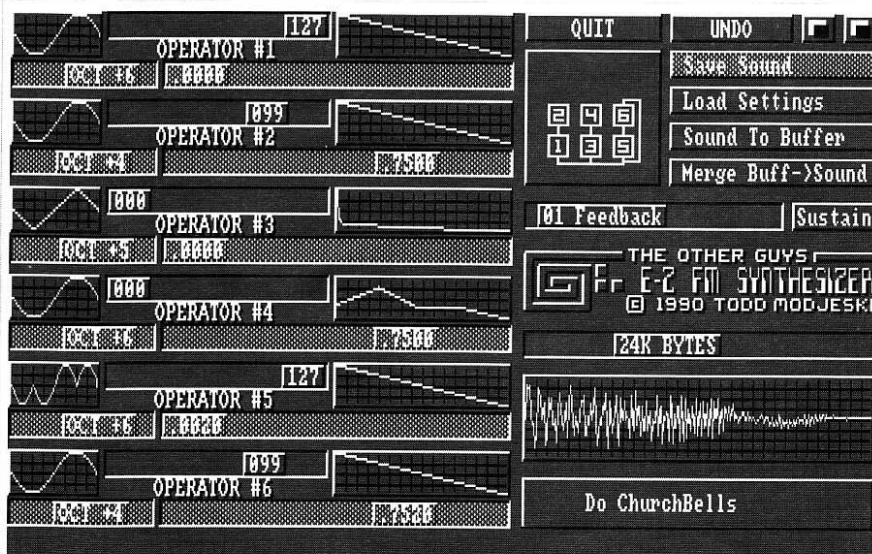 127
OPERATOR #1
OCT #6 .0000
099
OPERATOR #2
OCT #4 .7500
000
OPERATOR #3
OCT #5 .0000
000
OPERATOR #4
OCT #6 .7500
127
OPERATOR #5
OCT #6 .0020
099
OPERATOR #6
OCT #4 .7520
QUIT UNDO
Save Sound
Load Settings
Sound To Buffer
Merge Buff->Sound
2 4 6
1 3 5
01 Feedback Sustain
THE OTHER GUYS
E-Z FM SYNTHESIZER
© 1990 TODD MODJESKI
24K BYTES
Do ChurchBells